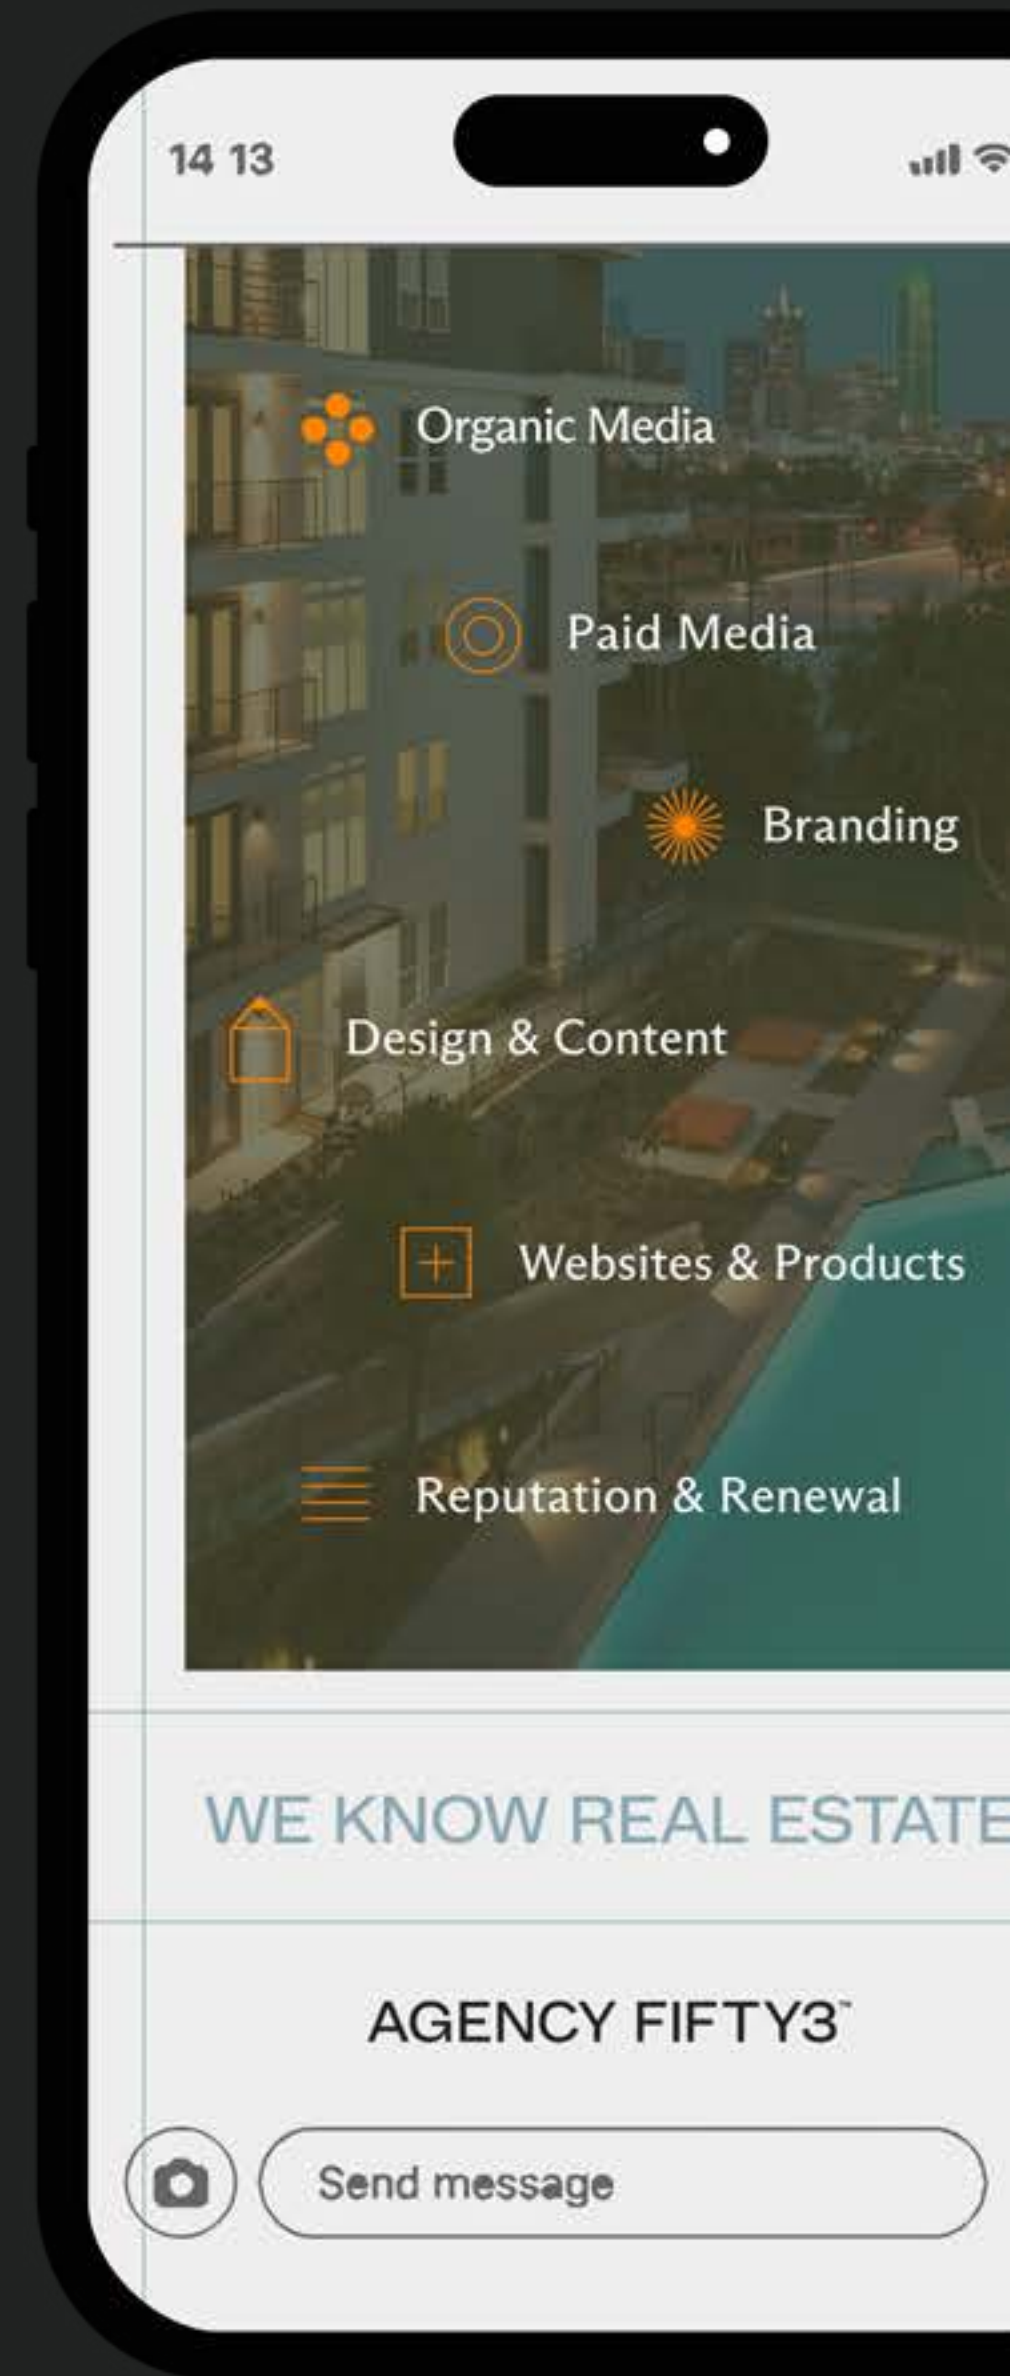 14 13
Organic Media
Paid Media
Branding
Design & Content
Websites & Products
Reputation & Renewal
WE KNOW REAL ESTATE
AGENCY FIFTY3™
Send message